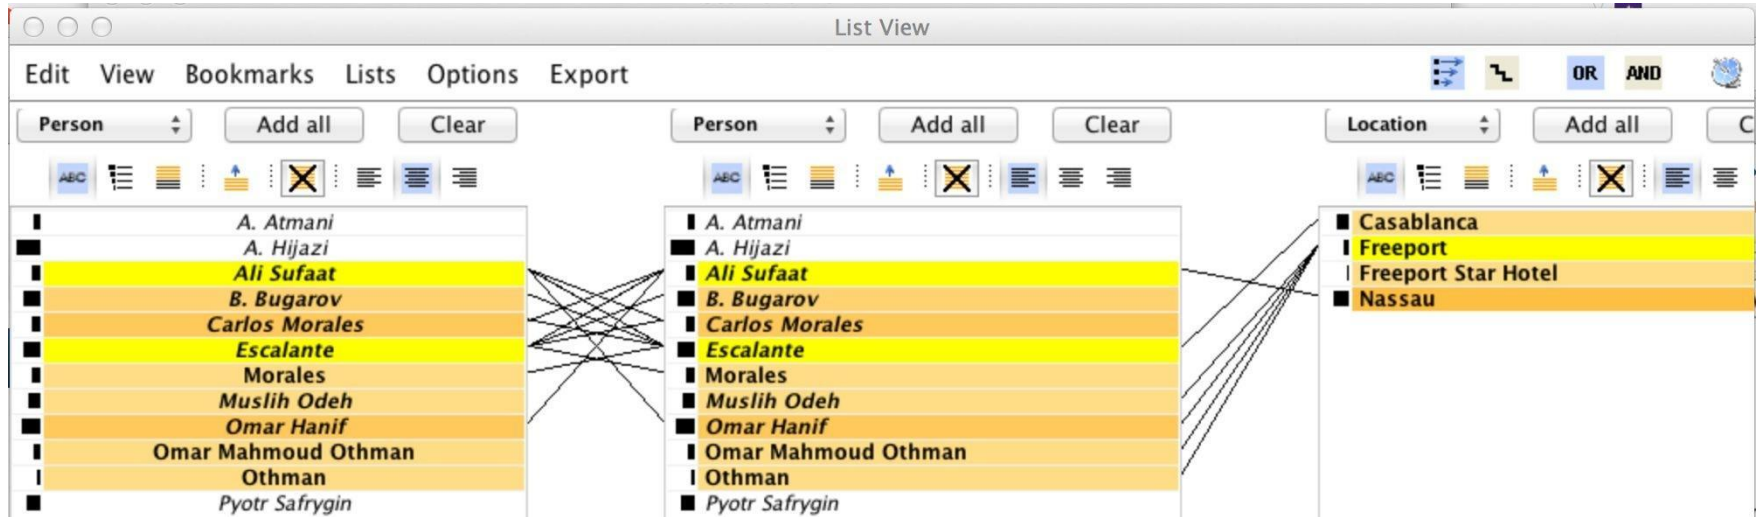 List View
Edit View Bookmarks Lists Options Export OR AND
Person Add all Clear Person Add all Clear Location Add all C
ABC ABC ABC
A. Atmani A. Atmani Casablanca
A. Hijazi A. Hijazi Freeport
Ali Sufaat Ali Sufaat Freeport Star Hotel
B. Bugarov B. Bugarov Nassau
Carlos Morales Carlos Morales
Escalante Escalante
Morales Morales
Muslih Odeh Muslih Odeh
Omar Hanif Omar Hanif
Omar Mahmoud Othman Omar Mahmoud Othman
Othman Othman
Pyotr Safrygin Pyotr Safrygin